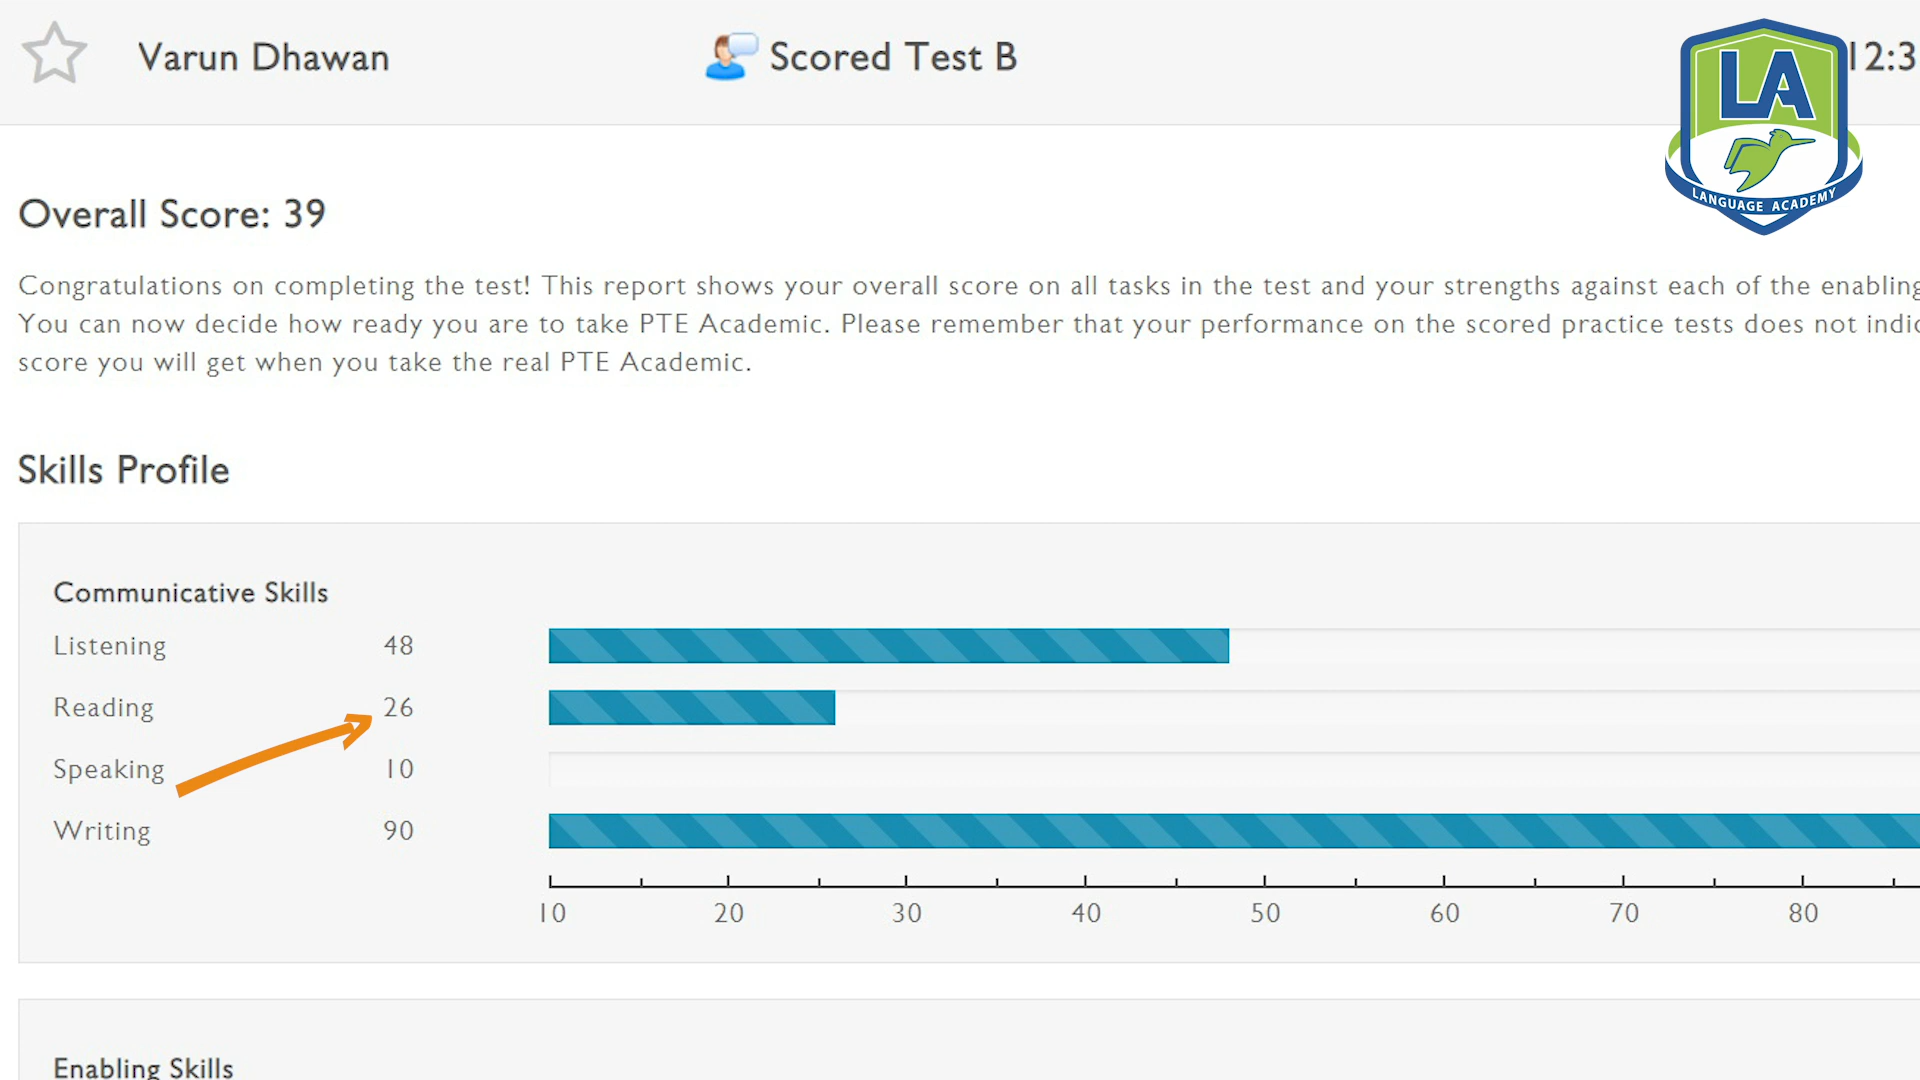 Varun Dhawan
Scored Test B
12:3
LA
LANGUAGE ACADEMY
Overall Score: 39
Congratulations on completing the test! This report shows your overall score on all tasks in the test and your strengths against each of the enabling
You can now decide how ready you are to take PTE Academic. Please remember that your performance on the scored practice tests does not indic
score you will get when you take the real PTE Academic.
Skills Profile
Communicative Skills
Listening 48
Reading 26
Speaking 10
Writing 90
10 20 30 40 50 60 70 80
Enabling Skills